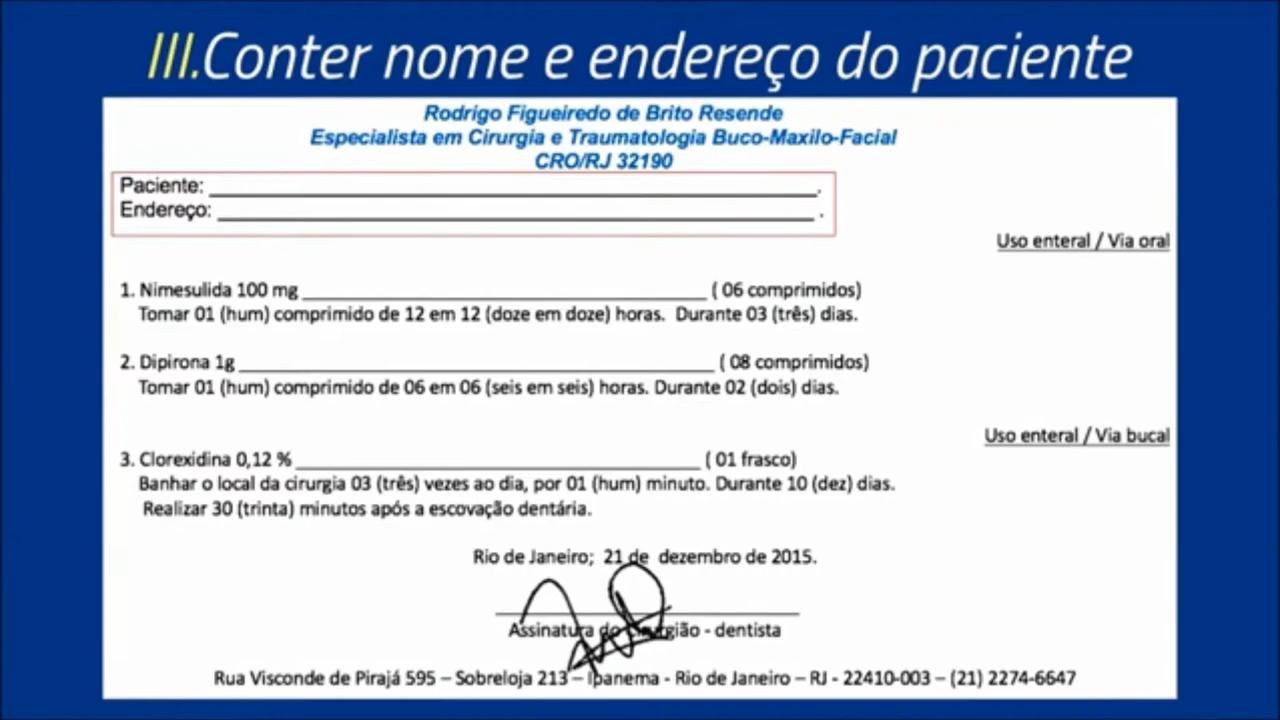 III.Conter nome e endereço do paciente
Rodrigo Figueiredo de Brito Resende
Especialista em Cirurgia e Traumatologia Buco-Maxilo-Facial
CRO/RJ 32190
Paciente: ______________________________.
Endereço: ______________________________ .
Uso enteral / Via oral
1. Nimesulida 100 mg ______________________________ ( 06 comprimidos)
Tomar 01 (hum) comprimido de 12 em 12 (doze em doze) horas. Durante 03 (três) dias.
2. Dipirona 1g ______________________________ ( 08 comprimidos)
Tomar 01 (hum) comprimido de 06 em 06 (seis em seis) horas. Durante 02 (dois) dias.
Uso enteral / Via bucal
3. Clorexidina 0,12 % ______________________________ ( 01 frasco)
Banhar o local da cirurgia 03 (três) vezes ao dia, por 01 (hum) minuto. Durante 10 (dez) dias.
Realizar 30 (trinta) minutos após a escovação dentária.
Rio de Janeiro; 21 de dezembro de 2015.
Assinatura do Cirurgião - dentista
Rua Visconde de Pirajá 595 – Sobreloja 213 – Ipanema - Rio de Janeiro – RJ - 22410-003 – (21) 2274-6647